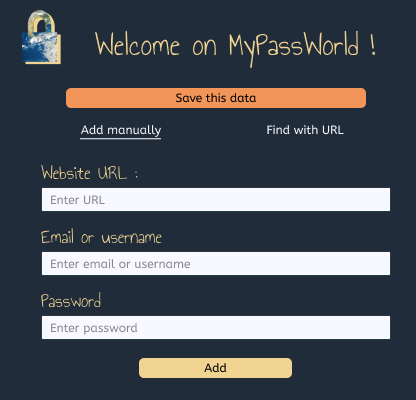 Welcome on MyPassWorld !
Save this data
Add manually
Find with URL
Website URL :
Enter URL
Email or username
Enter email or username
Password
Enter password
Add